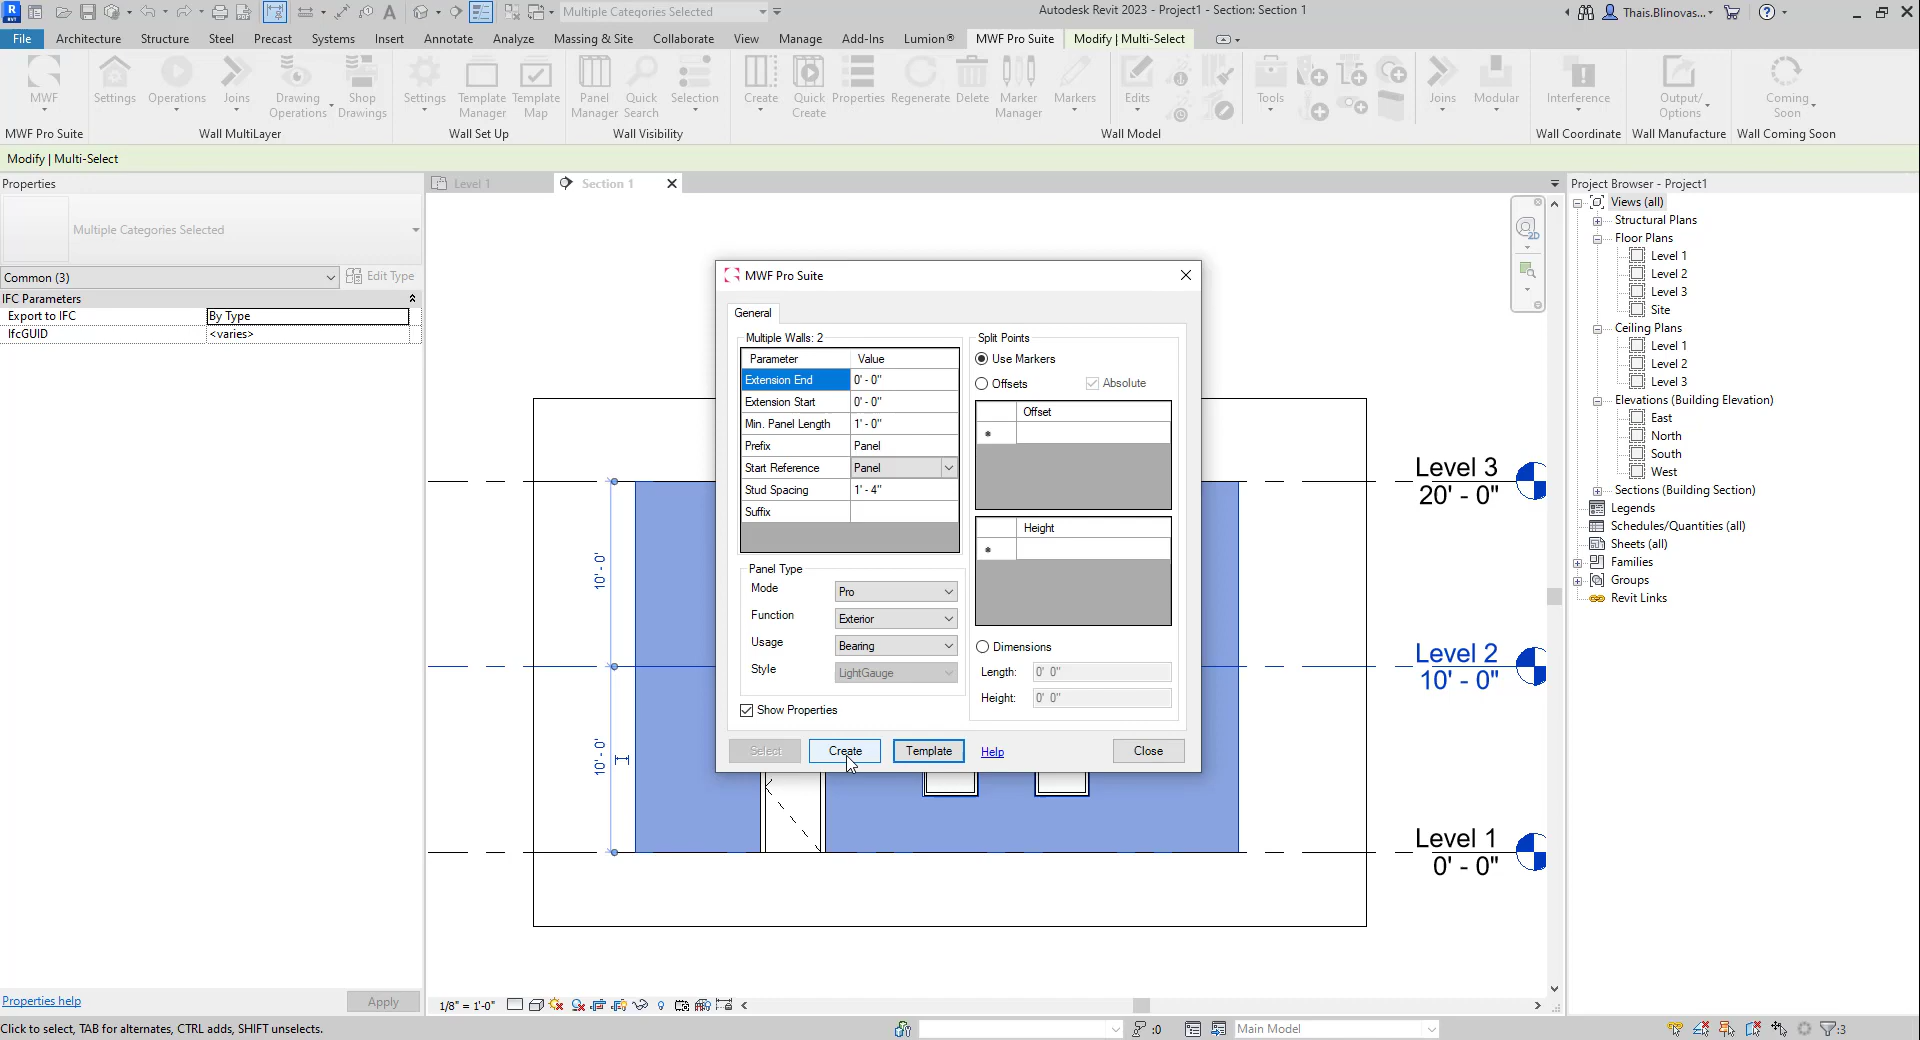 Multiple Categories Selected
Autodesk Revit 2023 - Project1 - Section: Section 1
Thais.Blinovas...
File Architecture Structure Steel Precast Systems Insert Annotate Analyze Massing & Site Collaborate View Manage Add-Ins Lumion® MWF Pro Suite Modify | Multi-Select
MWF Settings Operations Joins Drawing Operations Shop Drawings Settings Template Manager Template Map Panel Manager Quick Search Selection Create Quick Create Properties Regenerate Delete Marker Manager Markers Edits Tools Joins Modular Interference Output/ Options Coming Soon
MWF Pro Suite Wall MultiLayer Wall Set Up Wall Visibility Wall Model Wall Coordinate Wall Manufacture Wall Coming Soon
Modify | Multi-Select
Properties
Multiple Categories Selected
Common (3) Edit Type
IFC Parameters
Export to IFC By Type
IfcGUID <varies>
Properties help Apply
Level 1 Section 1
2D
10' - 0"
10' - 0"
Level 3
20' - 0"
Level 2
10' - 0"
Level 1
0' - 0"
MWF Pro Suite
General
Multiple Walls: 2
Parameter Value
Extension End 0' - 0"
Extension Start 0' - 0"
Min. Panel Length 1' - 0"
Prefix Panel
Start Reference Panel
Stud Spacing 1' - 4"
Suffix
Panel Type
Mode Pro
Function Exterior
Usage Bearing
Style LightGauge
Show Properties
Split Points
Use Markers
Offsets Absolute
Offset
Height
Dimensions
Length: 0' 0"
Height: 0' 0"
Select Create Template Help Close
Project Browser - Project1
Views (all)
Structural Plans
Floor Plans
Level 1
Level 2
Level 3
Site
Ceiling Plans
Level 1
Level 2
Level 3
Elevations (Building Elevation)
East
North
South
West
Sections (Building Section)
Legends
Schedules/Quantities (all)
Sheets (all)
Families
Groups
Revit Links
1/8" = 1'-0"
Click to select, TAB for alternates, CTRL adds, SHIFT unselects.
:0
Main Model
:3